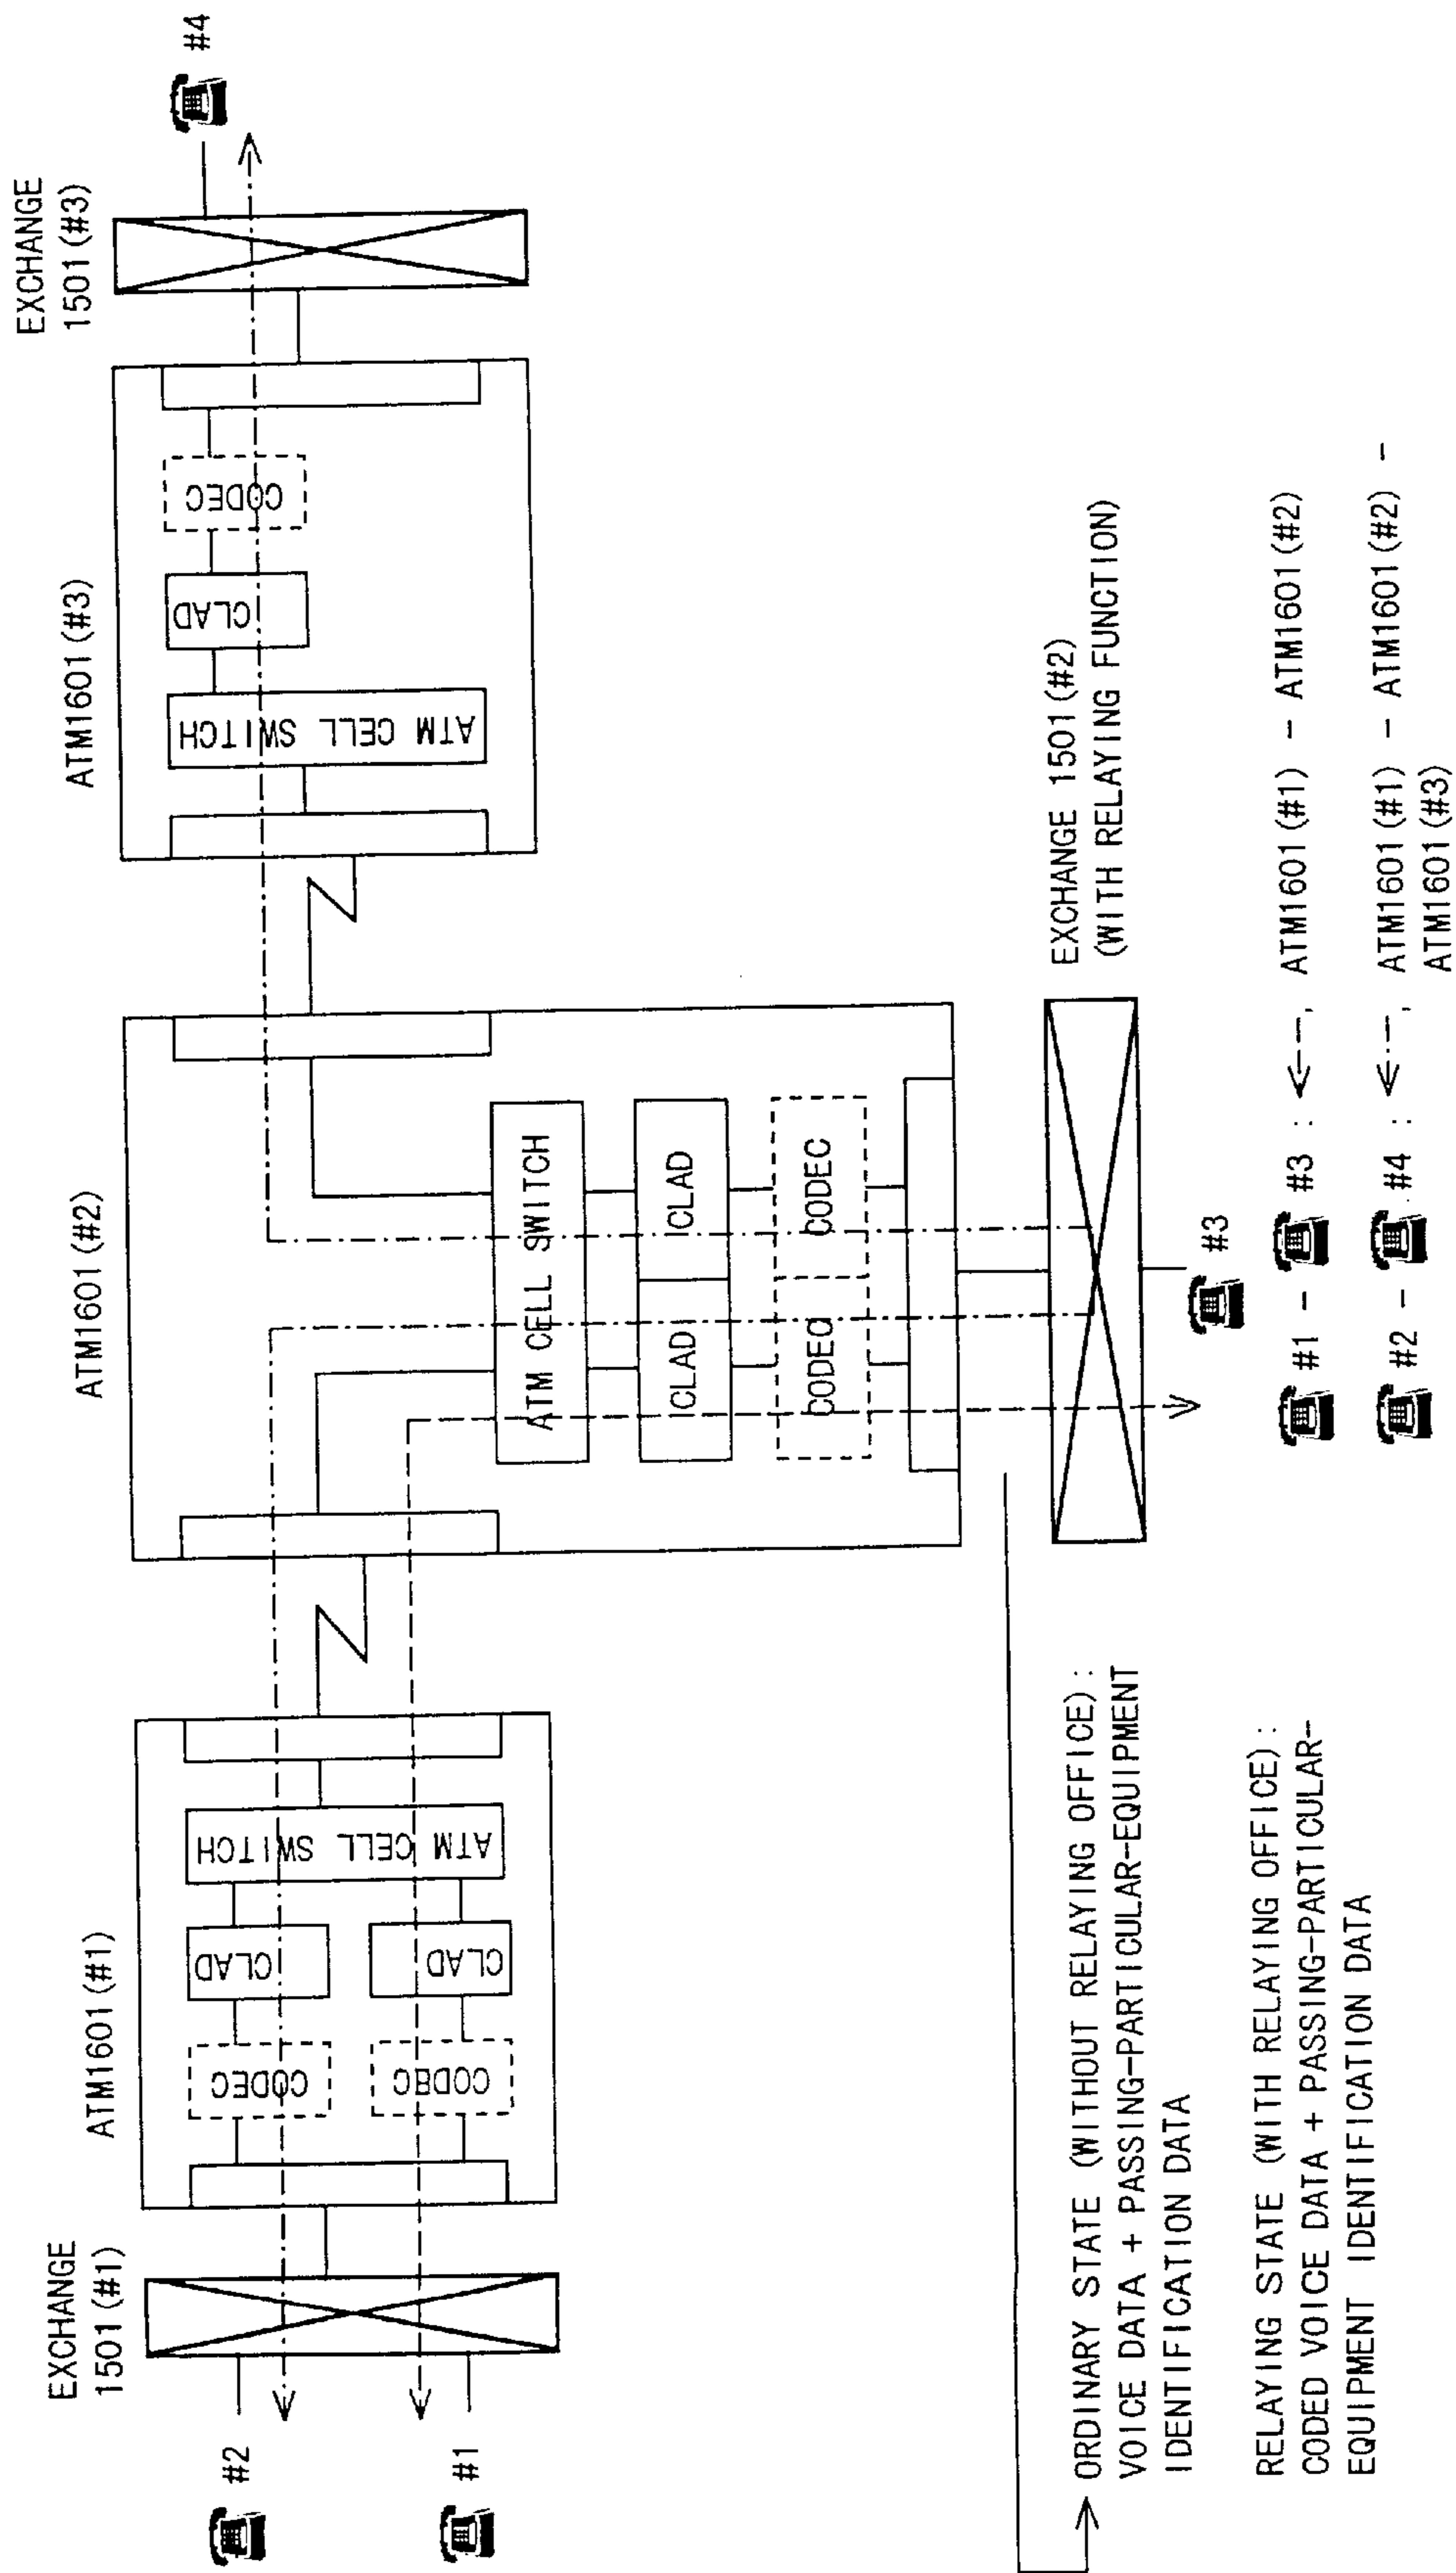 EXCHANGE
1501(#1)
#2
#1
ATM1601(#1)
CODEC
CLAD
CODEC
CLAD
ATM CELL SWITCH
ATM1601(#2)
ATM CELL SWITCH
CLAD
CLAD
CODEC
CODEC
ATM1601(#3)
ATM CELL SWITCH
CLAD
CODEC
EXCHANGE
1501(#3)
#4
EXCHANGE 1501(#2)
(WITH RELAYING FUNCTION)
#3
ORDINARY STATE (WITHOUT RELAYING OFFICE):
VOICE DATA + PASSING-PARTICULAR-EQUIPMENT
IDENTIFICATION DATA
RELAYING STATE (WITH RELAYING OFFICE):
CODED VOICE DATA + PASSING-PARTICULAR-
EQUIPMENT IDENTIFICATION DATA
#1 - #3 : <--, ATM1601(#1) - ATM1601(#2)
#2 - #4 : <·-·-, ATM1601(#1) - ATM1601(#2) -
ATM1601(#3)